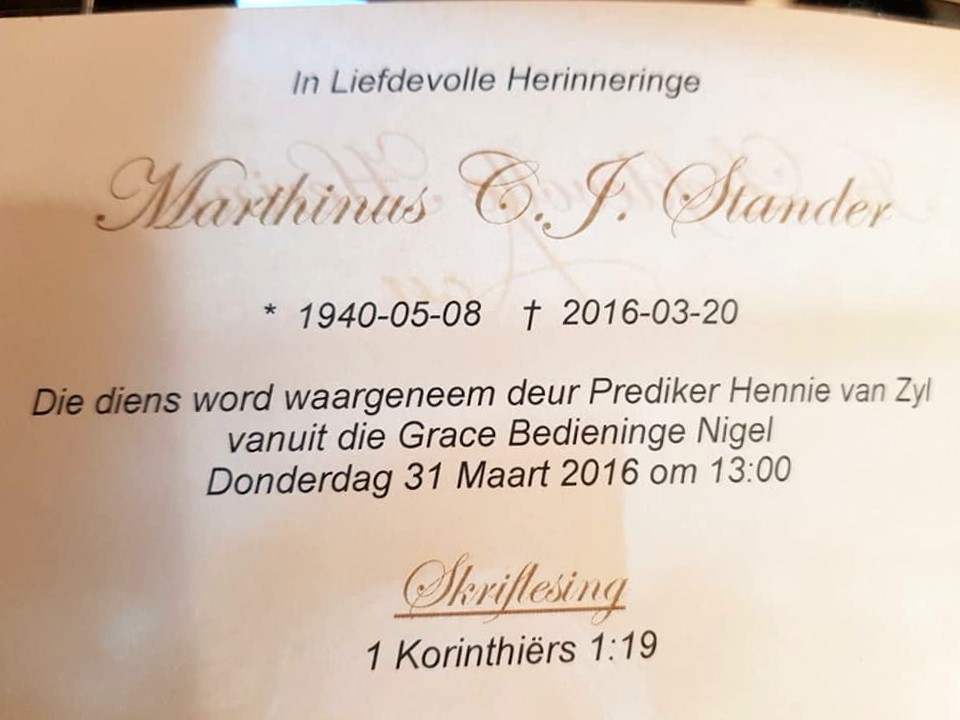 In Liefdevolle Herinneringe
Marthinus C.J. Stander
* 1940-05-08 † 2016-03-20
Die diens word waargeneem deur Prediker Hennie van Zyl
vanuit die Grace Bedieninge Nigel
Donderdag 31 Maart 2016 om 13:00
Skriflesing
1 Korinthiërs 1:19